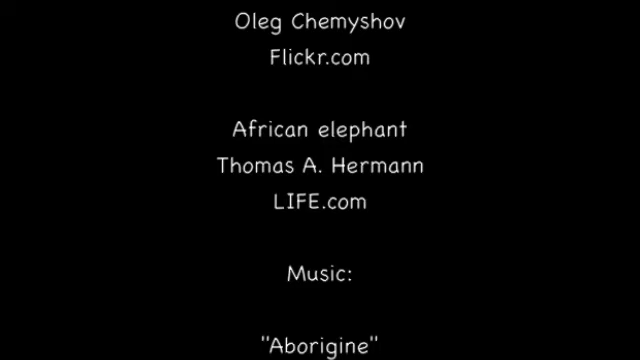 Oleg Chemyshov
Flickr.com
African elephant
Thomas A. Hermann
LIFE.com
Music:
"Aborigine"